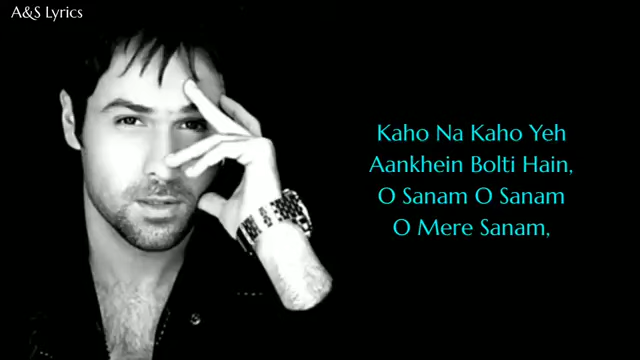 A&S Lyrics
Kaho Na Kaho Yeh
Aankhein Bolti Hain,
O Sanam O Sanam
O Mere Sanam,